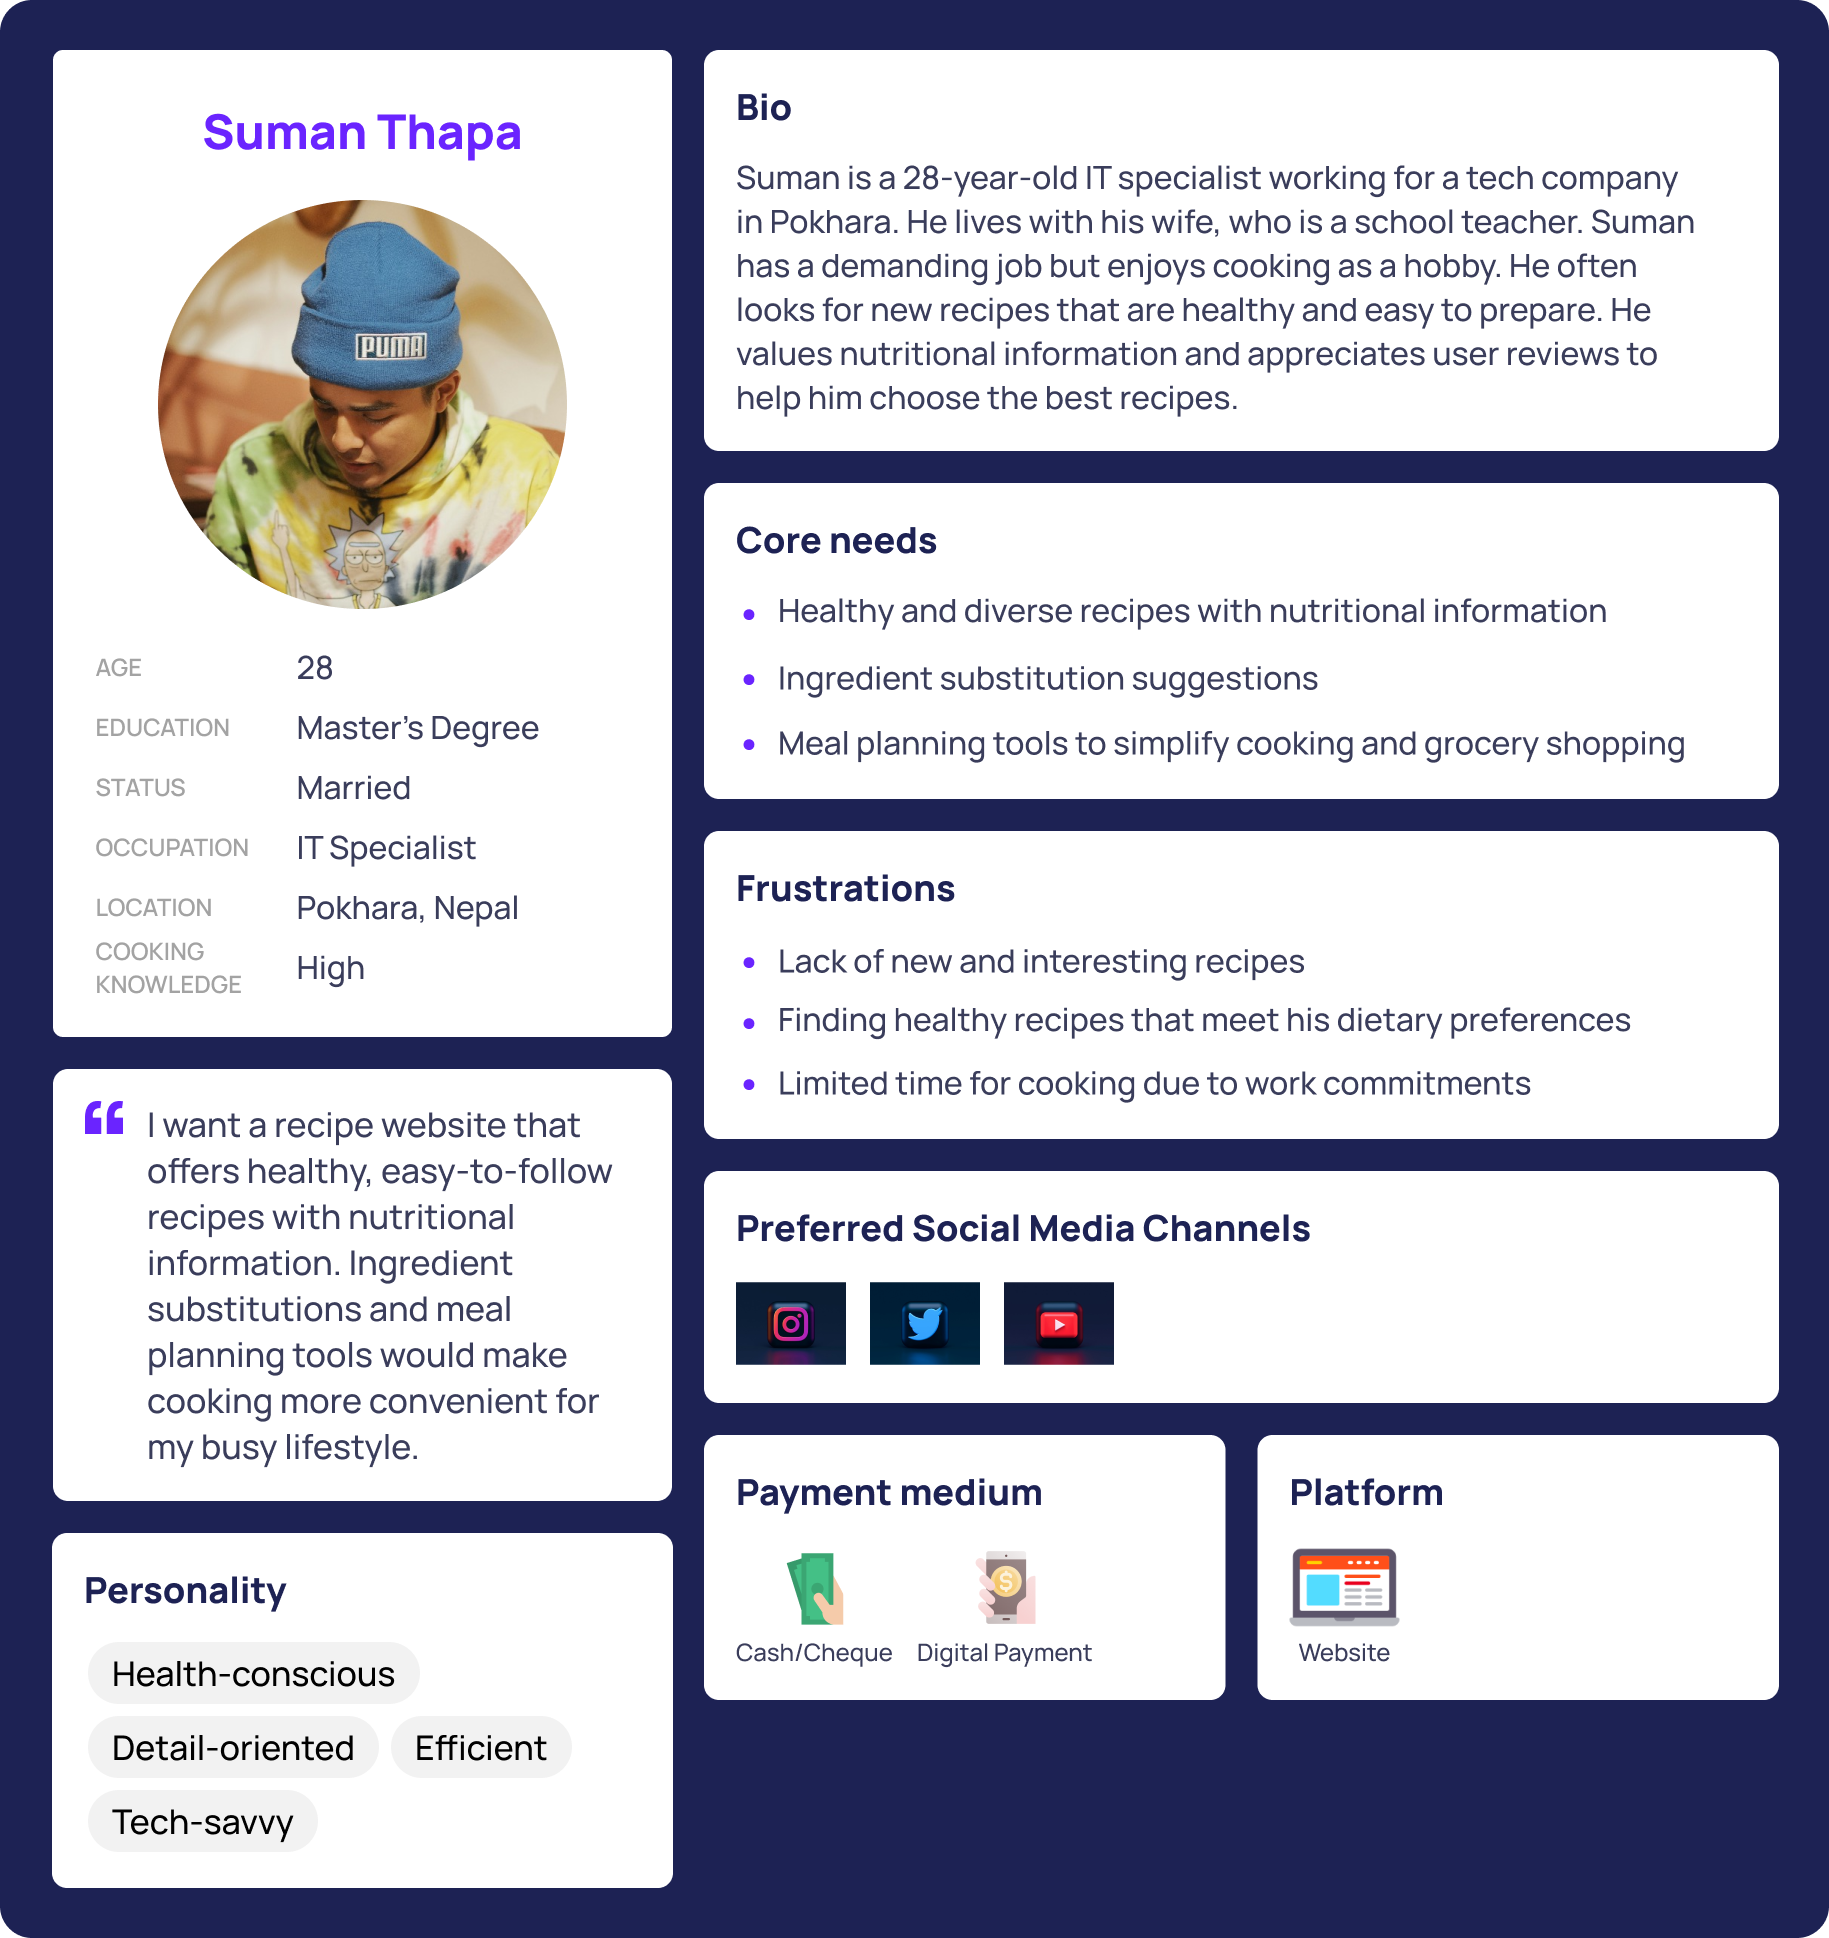 Suman Thapa
PUMA
AGE 28
EDUCATION Master's Degree
STATUS Married
OCCUPATION IT Specialist
LOCATION Pokhara, Nepal
COOKING
KNOWLEDGE High
I want a recipe website that
offers healthy, easy-to-follow
recipes with nutritional
information. Ingredient
substitutions and meal
planning tools would make
cooking more convenient for
my busy lifestyle.
Personality
Health-conscious
Detail-oriented Efficient
Tech-savvy
Bio
Suman is a 28-year-old IT specialist working for a tech company
in Pokhara. He lives with his wife, who is a school teacher. Suman
has a demanding job but enjoys cooking as a hobby. He often
looks for new recipes that are healthy and easy to prepare. He
values nutritional information and appreciates user reviews to
help him choose the best recipes.
Core needs
Healthy and diverse recipes with nutritional information
Ingredient substitution suggestions
Meal planning tools to simplify cooking and grocery shopping
Frustrations
Lack of new and interesting recipes
Finding healthy recipes that meet his dietary preferences
Limited time for cooking due to work commitments
Preferred Social Media Channels
Payment medium
Cash/Cheque Digital Payment
Platform
Website